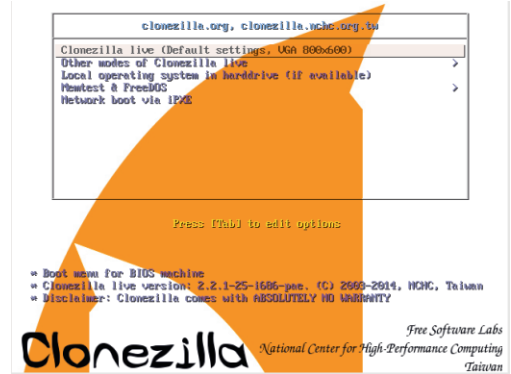 clonezilla.org, clonezilla.nchc.org.tw
Clonezilla live (Default settings, VGA 800x600)
Other modes of Clonezilla live >
Local operating system in harddrive (if available)
Memtest & FreeDOS >
Network boot via iPXE
Press [Tab] to edit options
* Boot menu for BIOS machine
* Clonezilla live version: 2.2.1-25-i686-pae. (C) 2003-2014, NCHC, Taiwan
* Disclaimer: Clonezilla comes with ABSOLUTELY NO WARRANTY
Free Software Labs
Clonezilla National Center for High-Performance Computing
Taiwan